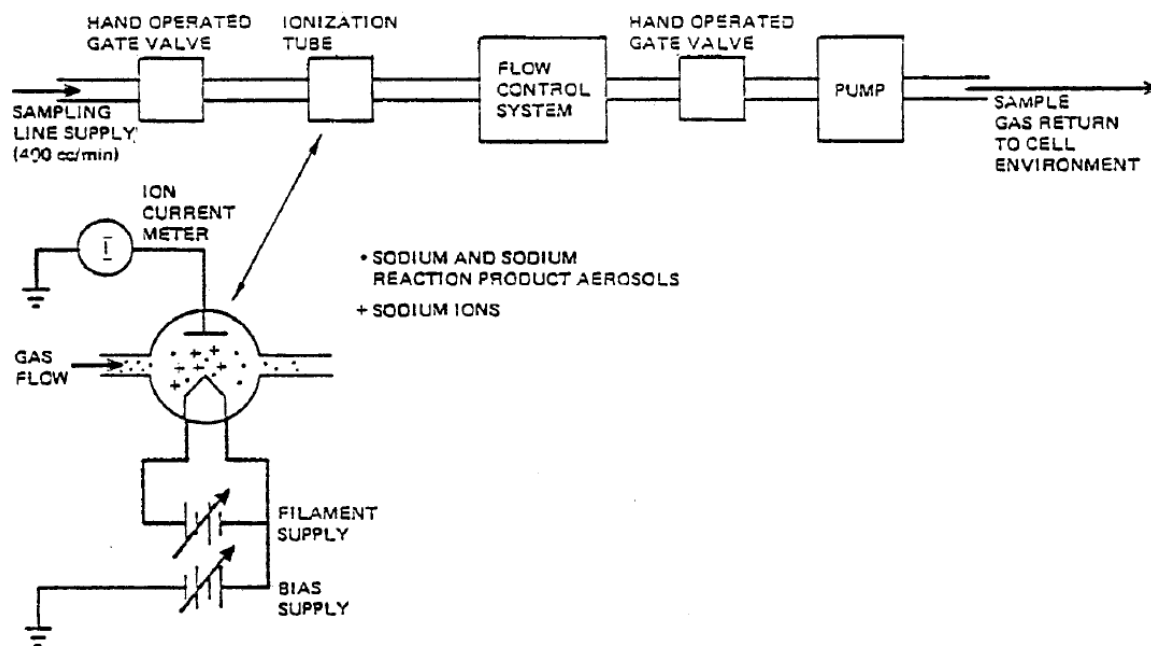 HAND OPERATED
GATE VALVE
IONIZATION
TUBE
FLOW
CONTROL
SYSTEM
HAND OPERATED
GATE VALVE
PUMP
SAMPLING
LINE SUPPLY
(400 cc/min)
SAMPLE
GAS RETURN
TO CELL
ENVIRONMENT
ION
CURRENT
METER
I
• SODIUM AND SODIUM
REACTION PRODUCT AEROSOLS
+ SODIUM IONS
GAS
FLOW
FILAMENT
SUPPLY
BIAS
SUPPLY